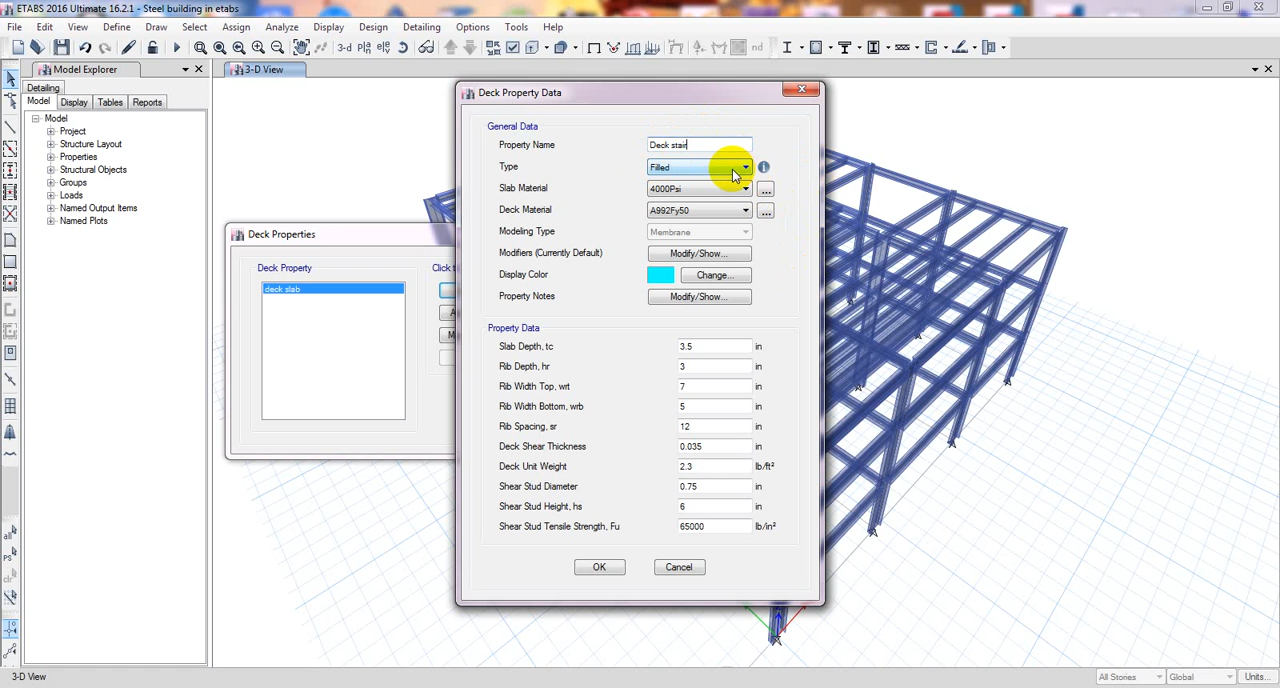 ETABS 2016 Ultimate 16.2.1 - Steel building in etabs
File Edit View Define Draw Select Assign Analyze Display Design Detailing Options Tools Help
3-d nd
Model Explorer
3-D View
Detailing
Model Display Tables Reports
Model
Project
Structure Layout
Properties
Structural Objects
Groups
Loads
Named Output Items
Named Plots
Deck Properties
Deck Property
Click t
deck slab
A
M
Deck Property Data
General Data
Property Name Deck stair
Type Filled
Slab Material 4000Psi ...
Deck Material A992Fy50 ...
Modeling Type Membrane
Modifiers (Currently Default) Modify/Show...
Display Color Change...
Property Notes Modify/Show...
Property Data
Slab Depth, tc 3.5 in
Rib Depth, hr 3 in
Rib Width Top, wrt 7 in
Rib Width Bottom, wrb 5 in
Rib Spacing, sr 12 in
Deck Shear Thickness 0.035 in
Deck Unit Weight 2.3 lb/ft²
Shear Stud Diameter 0.75 in
Shear Stud Height, hs 6 in
Shear Stud Tensile Strength, Fu 65000 lb/in²
OK Cancel
all
PS
clr
3-D View
All Stories Global Units...